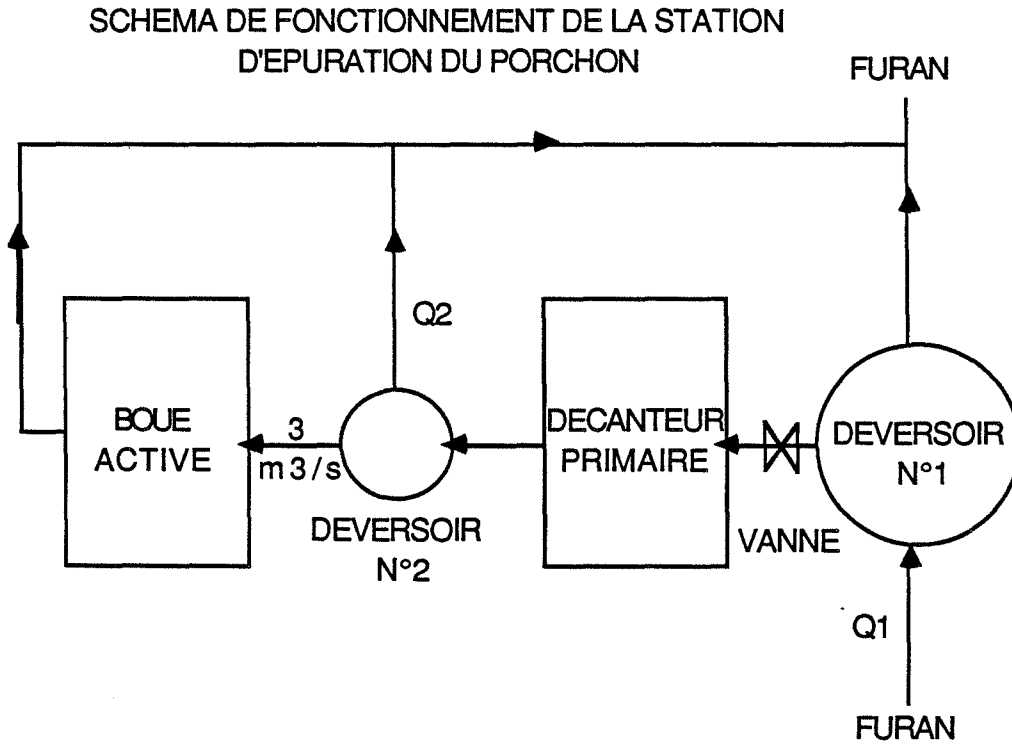 SCHEMA DE FONCTIONNEMENT DE LA STATION
D'EPURATION DU PORCHON
FURAN
Q2
BOUE
ACTIVE
3
m3/s
DEVERSOIR
N°2
DECANTEUR
PRIMAIRE
VANNE
DEVERSOIR
N°1
Q1
FURAN